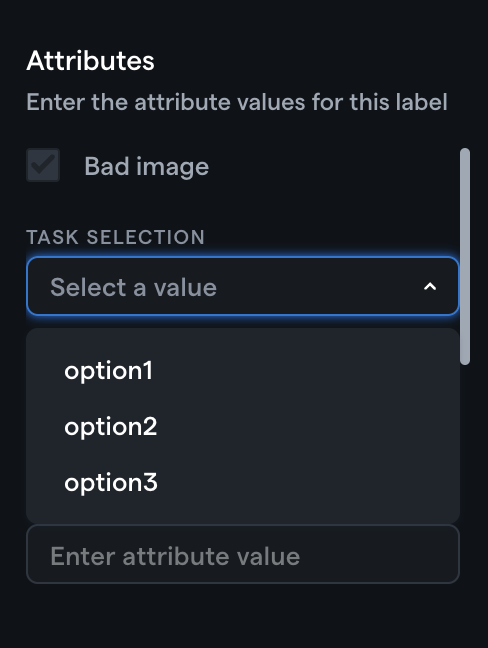 Attributes
Enter the attribute values for this label
Bad image
TASK SELECTION
Select a value
option1
option2
option3
Enter attribute value